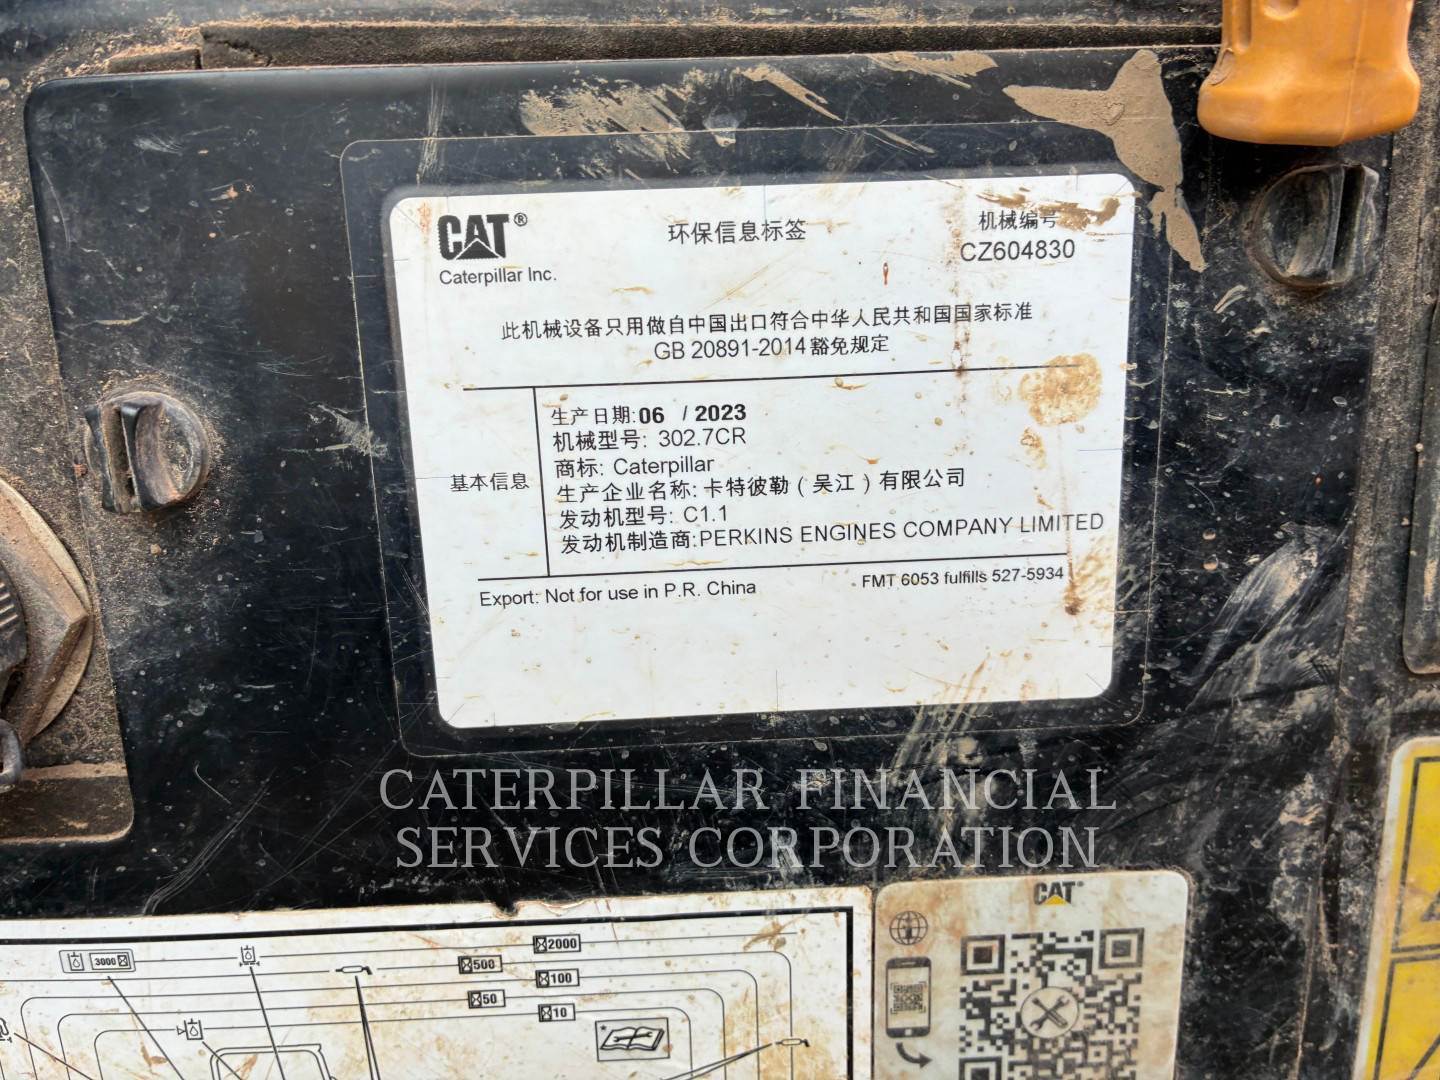 CAT®
Caterpillar Inc.
环保信息标签
机械编号
CZ604830
此机械设备只用做自中国出口符合中华人民共和国国家标准
GB 20891-2014豁免规定
基本信息
生产日期:06 / 2023
机械型号: 302.7CR
商标: Caterpillar
生产企业名称: 卡特彼勒（吴江）有限公司
发动机型号: C1.1
发动机制造商:PERKINS ENGINES COMPANY LIMITED
Export: Not for use in P.R. China
FMT 6053 fulfills 527-5934
CATERPILLAR FINANCIAL
SERVICES CORPORATION
CAT®
3000
2000
500
100
50
10